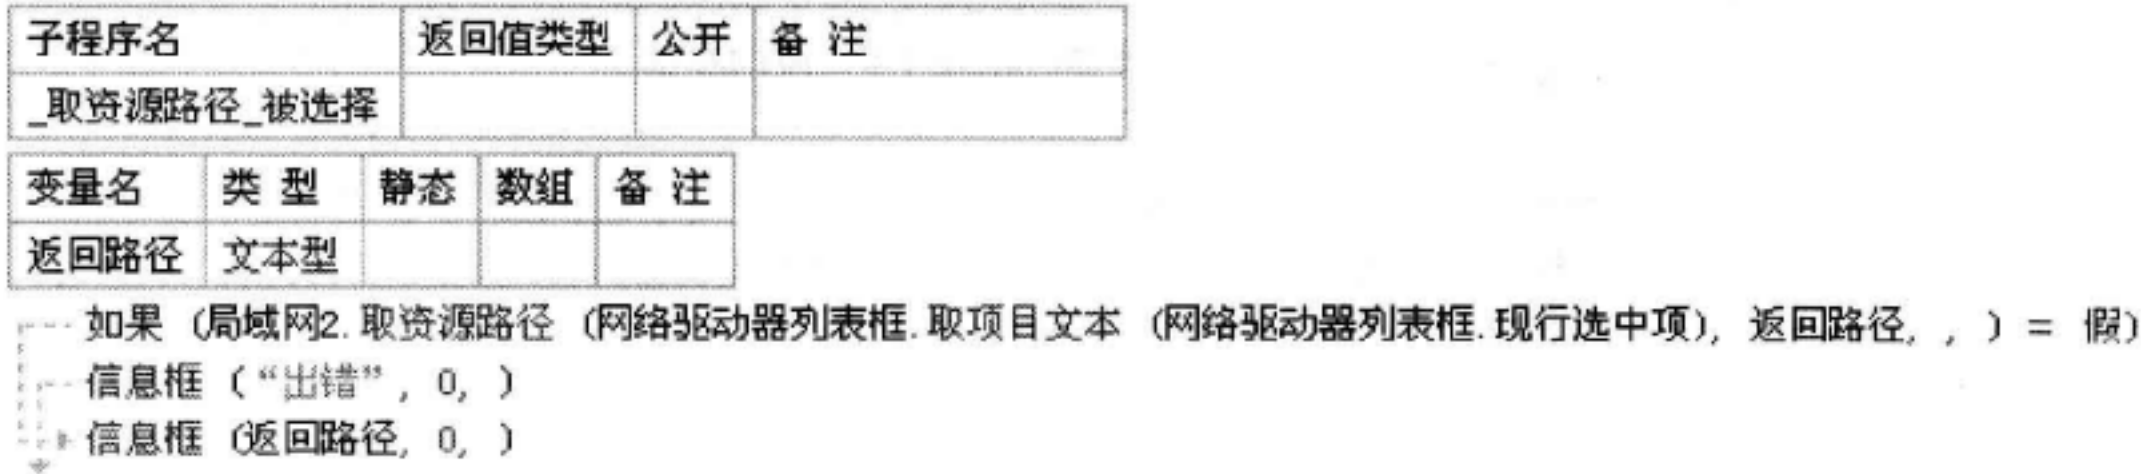 子程序名 返回值类型 公开 备 注
_取资源路径_被选择
变量名 类 型 静态 数组 备 注
返回路径 文本型
如果 (局域网2.取资源路径 (网络驱动器列表框.取项目文本 (网络驱动器列表框.现行选中项), 返回路径, , ) = 假)
信息框 (“出错”, 0, )
信息框 (返回路径, 0, )